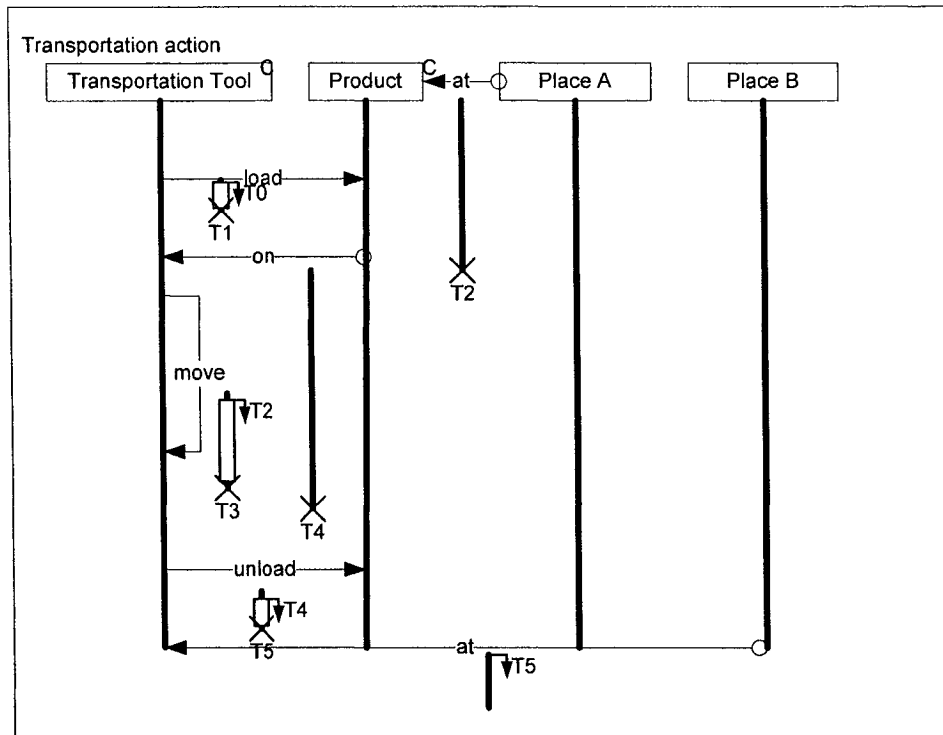 Transportation action
Transportation Tool C Product C at Place A Place B
load
T0
T1
on
T2
move
T2
T3
T4
unload
T4
T5
at
T5